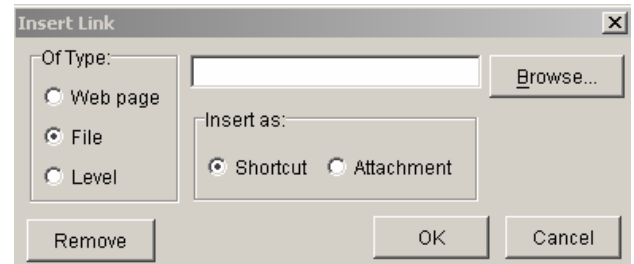 Insert Link
Of Type:
Web page
File
Level
Browse...
Insert as:
Shortcut Attachment
Remove OK Cancel